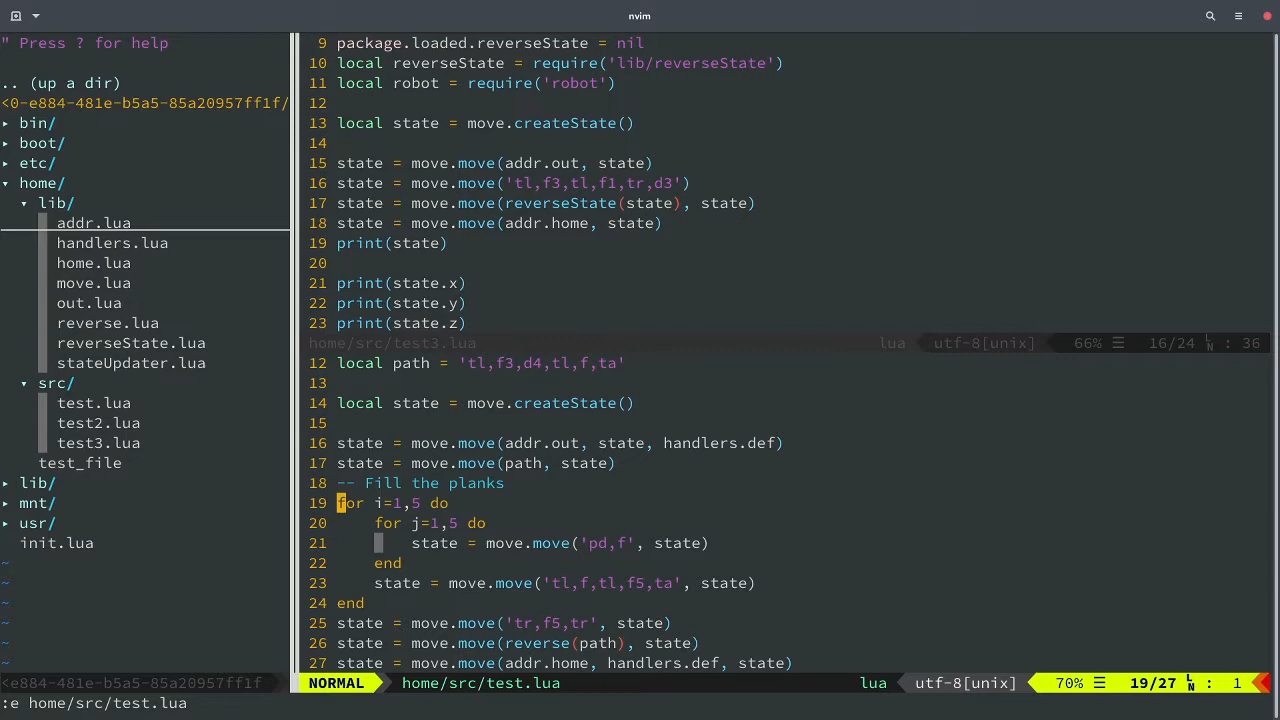 nvim
" Press ? for help
.. (up a dir)
<0-e884-481e-b5a5-85a20957ff1f/
▸ bin/
▸ boot/
▸ etc/
▾ home/
▾ lib/
addr.lua
handlers.lua
home.lua
move.lua
out.lua
reverse.lua
reverseState.lua
stateUpdater.lua
▾ src/
test.lua
test2.lua
test3.lua
test_file
▸ lib/
▸ mnt/
▸ usr/
init.lua
~
~
~
~
~
~
<e884-481e-b5a5-85a20957ff1f
9 package.loaded.reverseState = nil
10 local reverseState = require('lib/reverseState')
11 local robot = require('robot')
12
13 local state = move.createState()
14
15 state = move.move(addr.out, state)
16 state = move.move('tl,f3,tl,f1,tr,d3')
17 state = move.move(reverseState(state), state)
18 state = move.move(addr.home, state)
19 print(state)
20
21 print(state.x)
22 print(state.y)
23 print(state.z)
home/src/test3.lua lua utf-8[unix] 66% ☰ 16/24 LN : 36
12 local path = 'tl,f3,d4,tl,f,ta'
13
14 local state = move.createState()
15
16 state = move.move(addr.out, state, handlers.def)
17 state = move.move(path, state)
18 -- Fill the planks
19 for i=1,5 do
20 for j=1,5 do
21 state = move.move('pd,f', state)
22 end
23 state = move.move('tl,f,tl,f5,ta', state)
24 end
25 state = move.move('tr,f5,tr', state)
26 state = move.move(reverse(path), state)
27 state = move.move(addr.home, handlers.def, state)
NORMAL home/src/test.lua lua utf-8[unix] 70% ☰ 19/27 LN : 1
:e home/src/test.lua